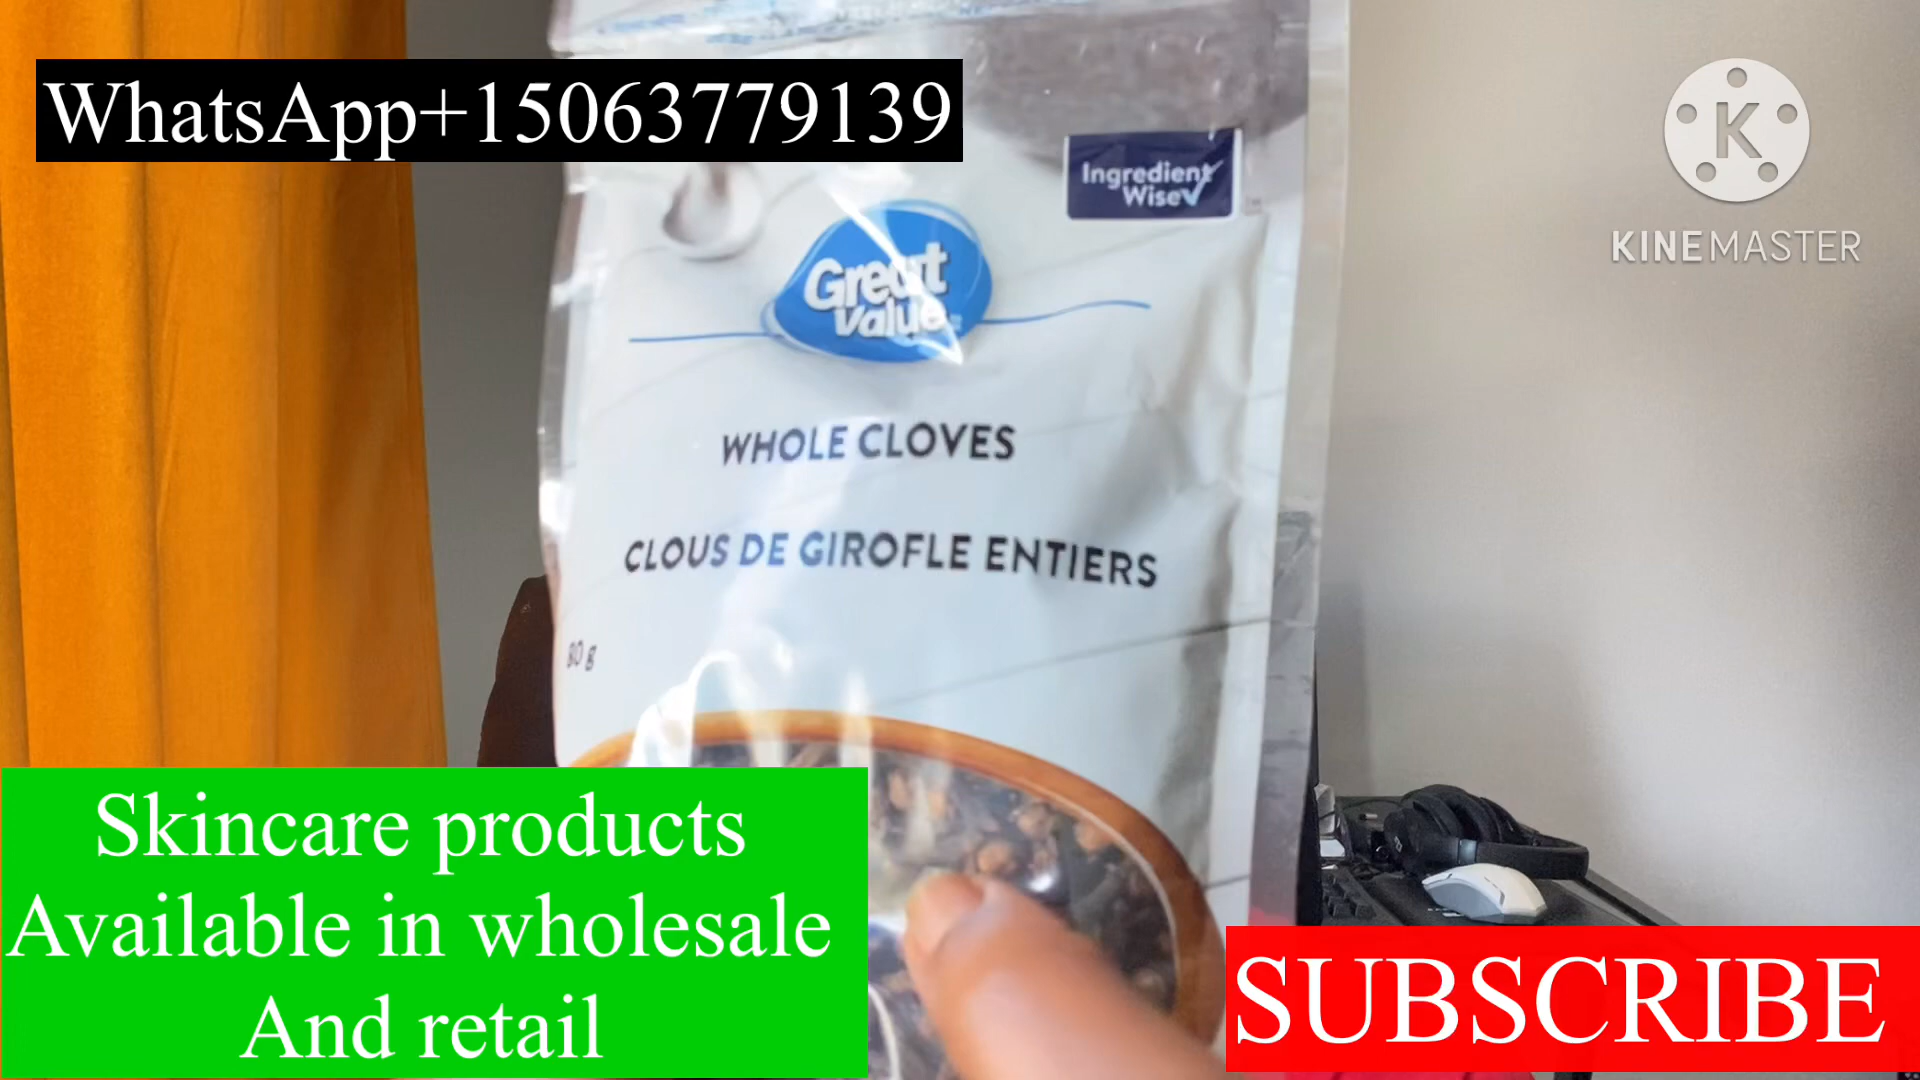 WhatsApp+15063779139
Ingredient
Wise
K
KINEMASTER
Great
Value
WHOLE CLOVES
CLOUS DE GIROFLE ENTIERS
80 g
Skincare products
Available in wholesale
And retail
SUBSCRIBE